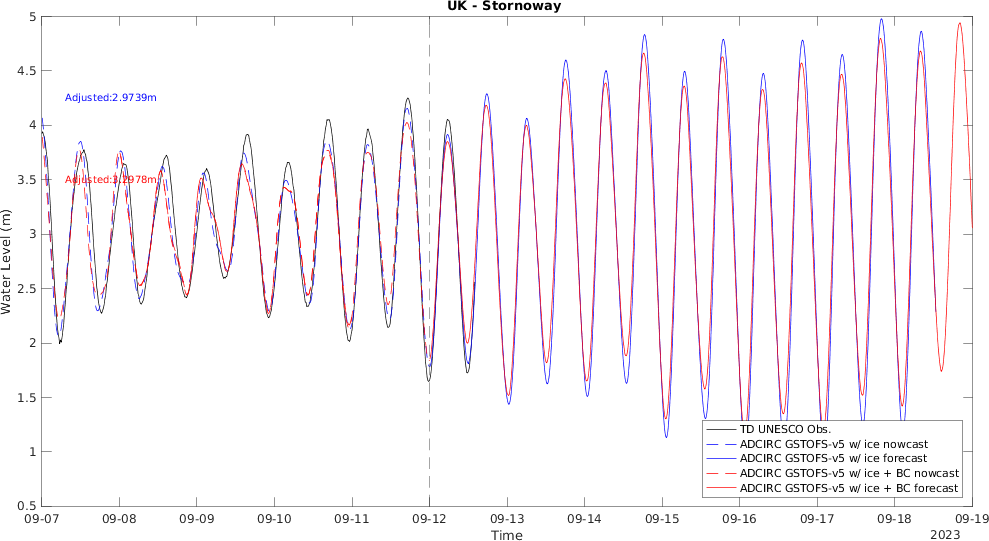 UK - Stornoway
Water Level (m)
5
4.5
4
3.5
3
2.5
2
1.5
1
0.5
Adjusted:2.9739m
Adjusted:3.2978m
TD UNESCO Obs.
ADCIRC GSTOFS-v5 w/ ice nowcast
ADCIRC GSTOFS-v5 w/ ice forecast
ADCIRC GSTOFS-v5 w/ ice + BC nowcast
ADCIRC GSTOFS-v5 w/ ice + BC forecast
09-07 09-08 09-09 09-10 09-11 09-12 09-13 09-14 09-15 09-16 09-17 09-18 09-19
Time
2023